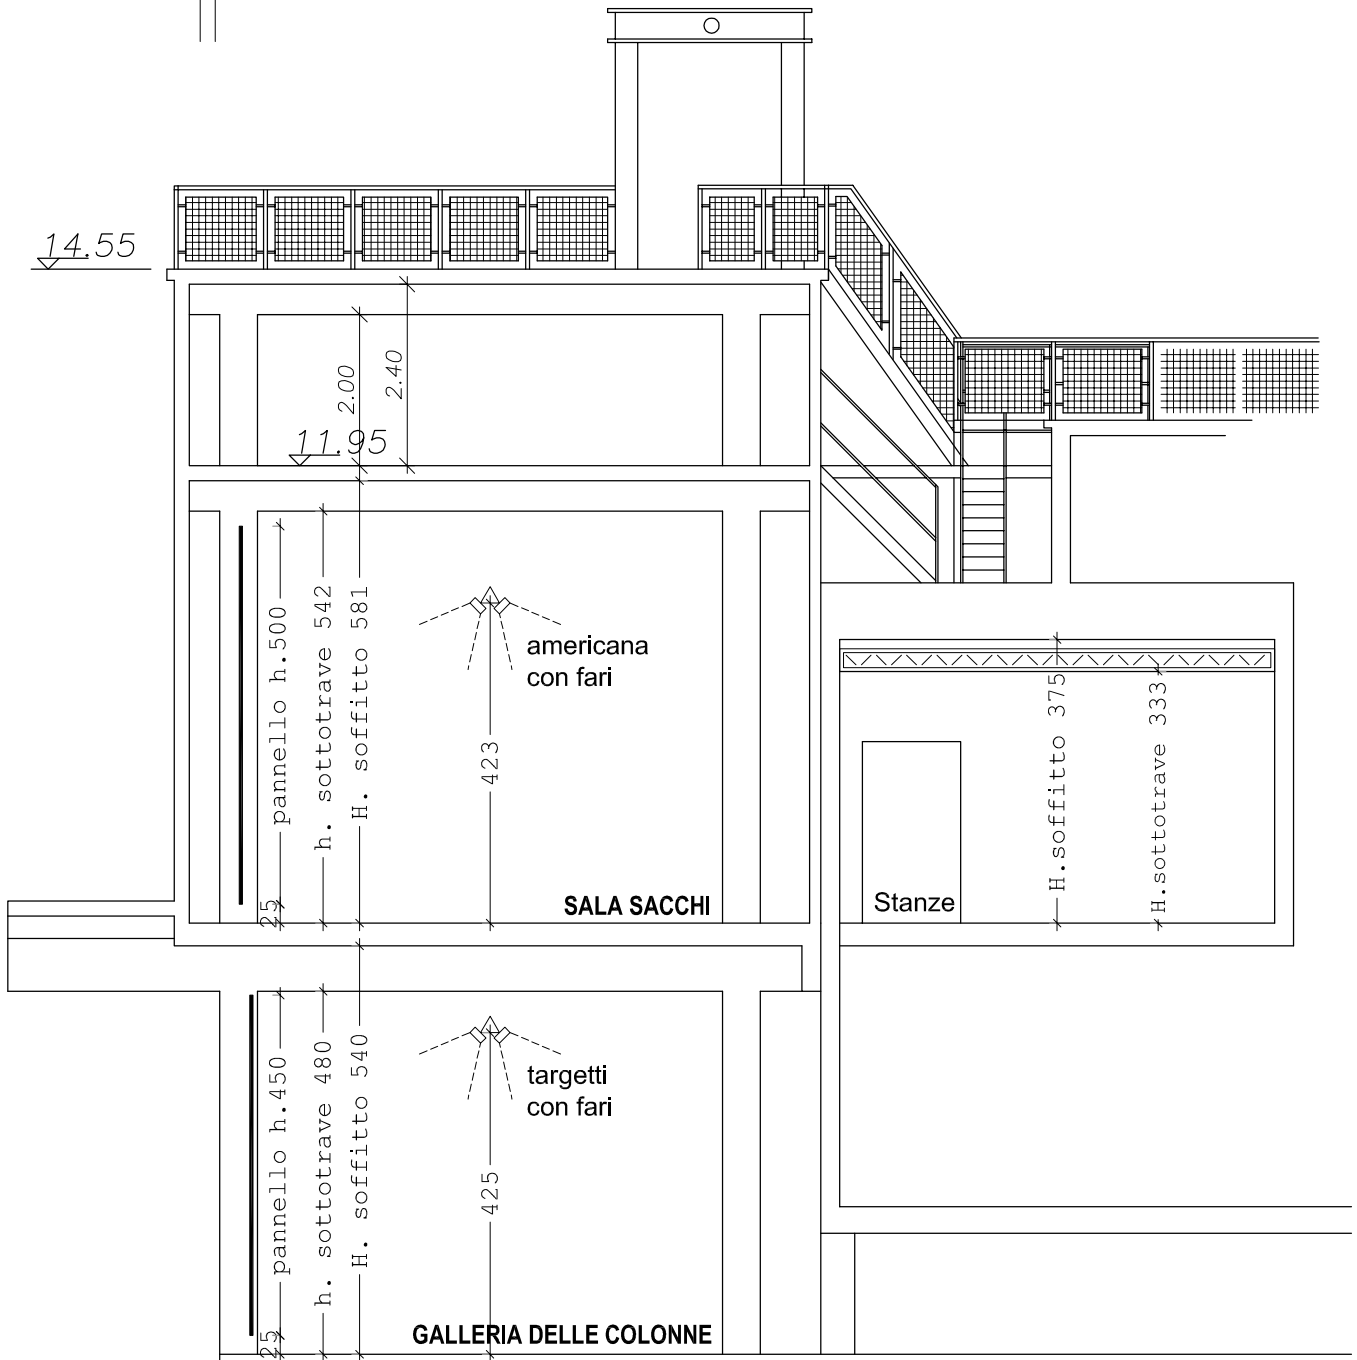 14.55
2.00
2.40
11.95
pannello h.500
h. sottotrave 542
H. soffitto 581
americana
con fari
423
25
SALA SACCHI
H.soffitto 375
H.sottotrave 333
Stanze
pannello h.450
h. sottotrave 480
H. soffitto 540
targetti
con fari
425
25
GALLERIA DELLE COLONNE